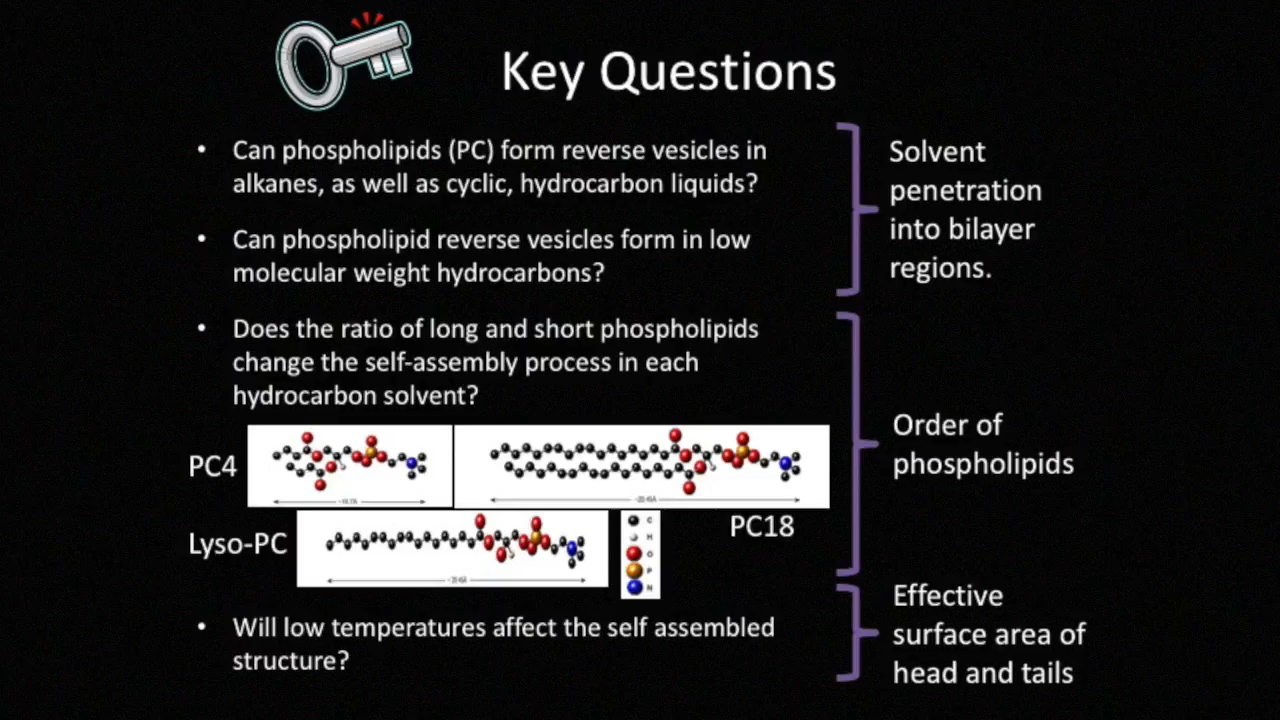 Key Questions
• Can phospholipids (PC) form reverse vesicles in
alkanes, as well as cyclic, hydrocarbon liquids?
• Can phospholipid reverse vesicles form in low
molecular weight hydrocarbons?
Solvent
penetration
into bilayer
regions.
• Does the ratio of long and short phospholipids
change the self-assembly process in each
hydrocarbon solvent?
PC4
PC18
Lyso-PC
C
H
O
P
N
Order of
phospholipids
• Will low temperatures affect the self assembled
structure?
Effective
surface area of
head and tails